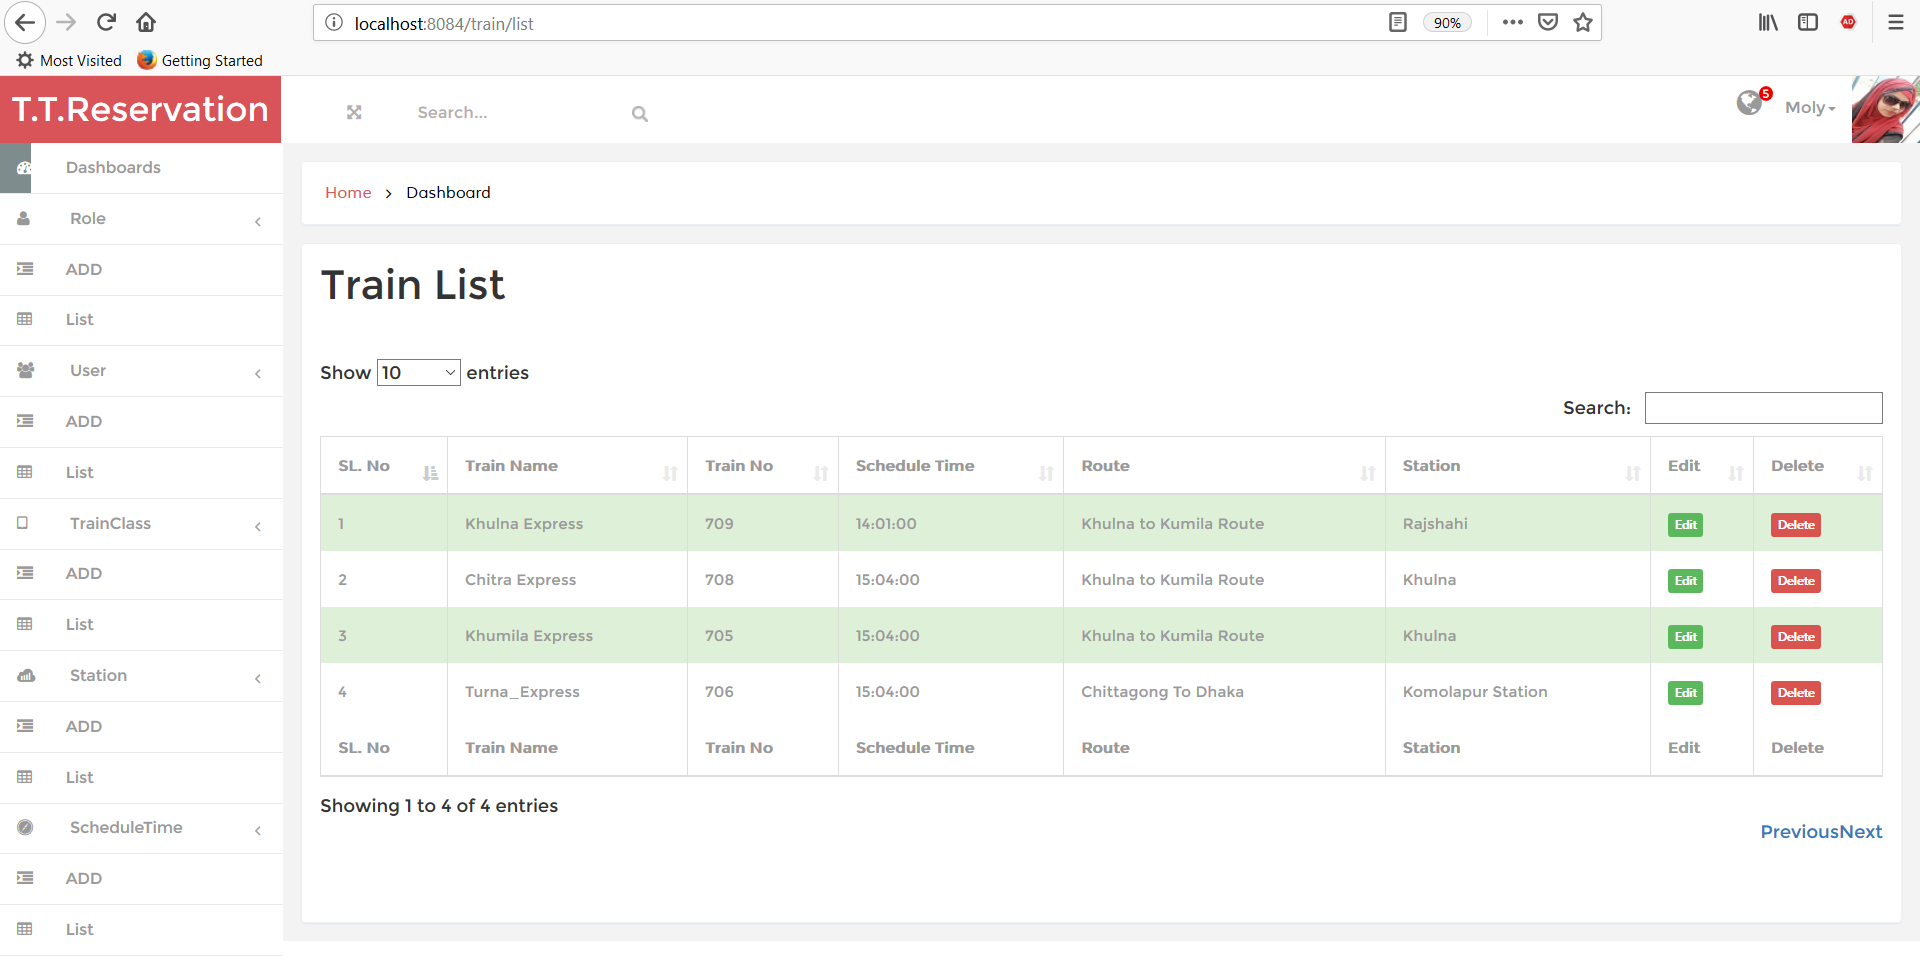 localhost:8084/train/list
90%
Most Visited
Getting Started
T.T.Reservation
Search...
5
Moly
Dashboards
Role
ADD
List
User
ADD
List
TrainClass
ADD
List
Station
ADD
List
ScheduleTime
ADD
List
Home > Dashboard
Train List
Show 10 entries
Search:
SL. No Train Name Train No Schedule Time Route Station Edit Delete
1 Khulna Express 709 14:01:00 Khulna to Kumila Route Rajshahi Edit Delete
2 Chitra Express 708 15:04:00 Khulna to Kumila Route Khulna Edit Delete
3 Khumila Express 705 15:04:00 Khulna to Kumila Route Khulna Edit Delete
4 Turna_Express 706 15:04:00 Chittagong To Dhaka Komolapur Station Edit Delete
SL. No Train Name Train No Schedule Time Route Station Edit Delete
Showing 1 to 4 of 4 entries
PreviousNext